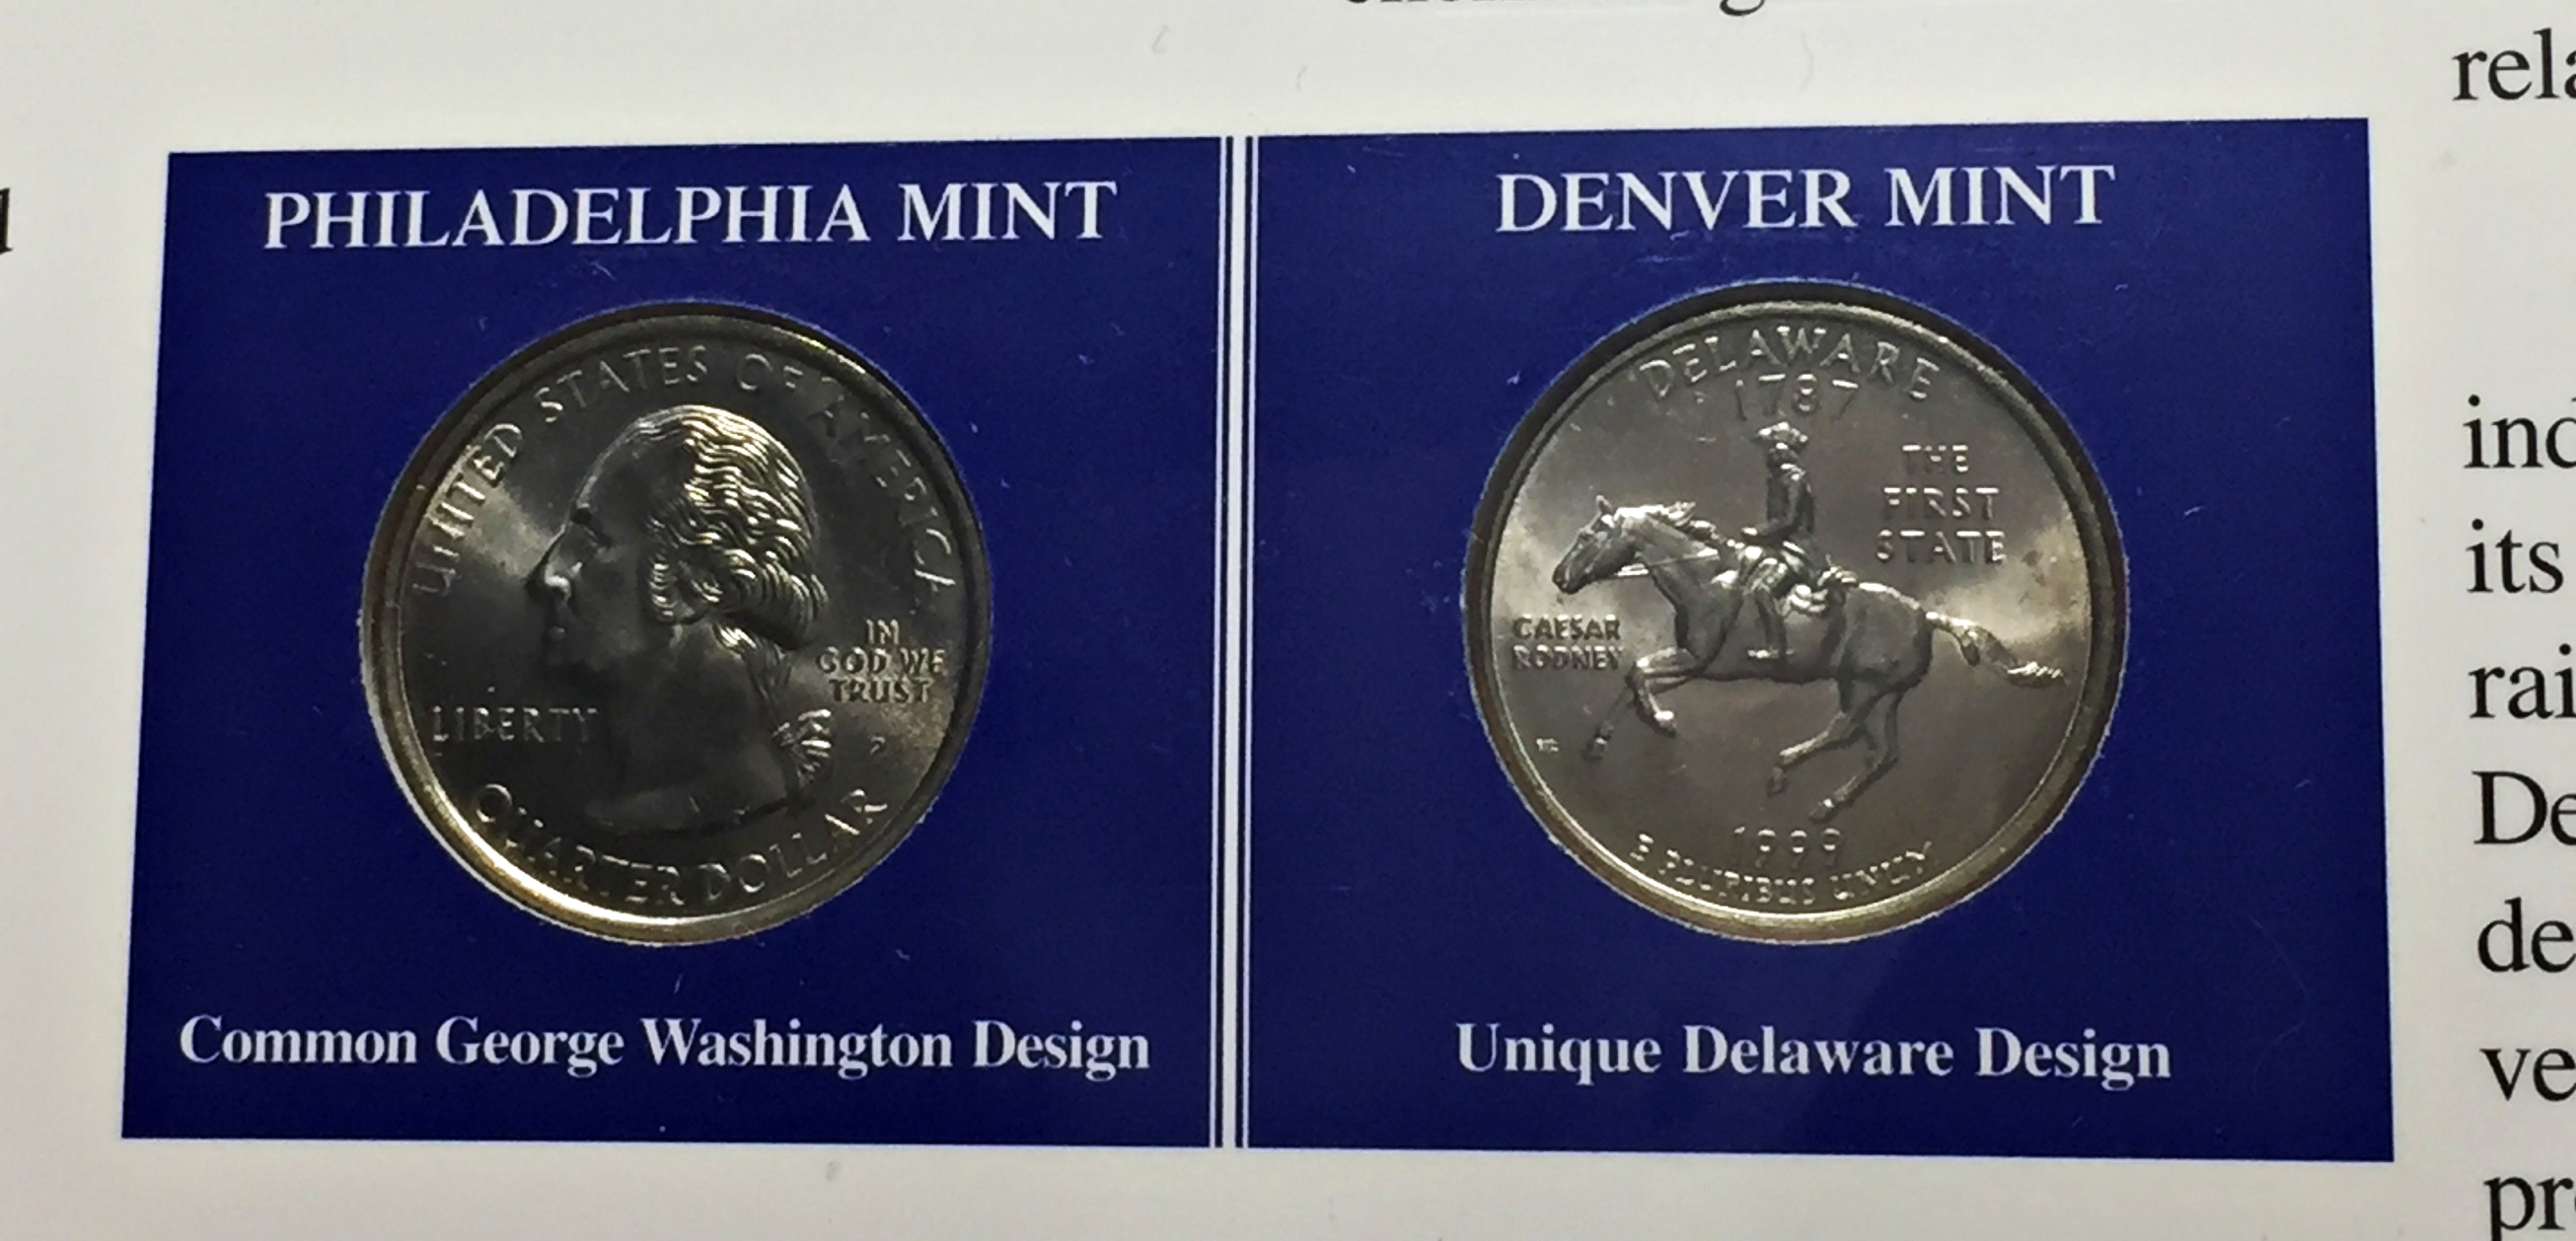 rela
PHILADELPHIA MINT
UNITED STATES OF AMERICA
IN
GOD WE
TRUST
LIBERTY
P
QUARTER DOLLAR
Common George Washington Design
DENVER MINT
DELAWARE
1787
THE
FIRST
STATE
CAESAR
RODNEY
1999
E PLURIBUS UNUM
Unique Delaware Design
inc
its
rai
De
de
ve
pr